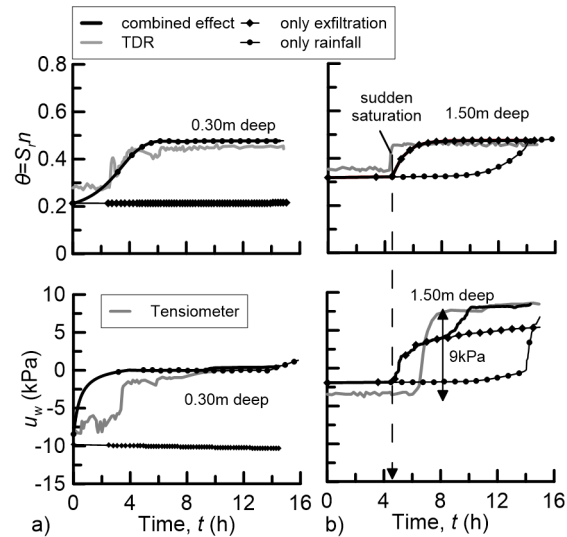 combined effect
only exfiltration
TDR
only rainfall
0.8
0.6
0.4
0.2
0
θ=Sᵣn
0.30m deep
sudden
saturation
1.50m deep
10
5
0
-5
-10
-15
u_w (kPa)
Tensiometer
0.30m deep
1.50m deep
9kPa
0 4 8 12 16
0 4 8 12 16
a) Time, t (h)
b) Time, t (h)